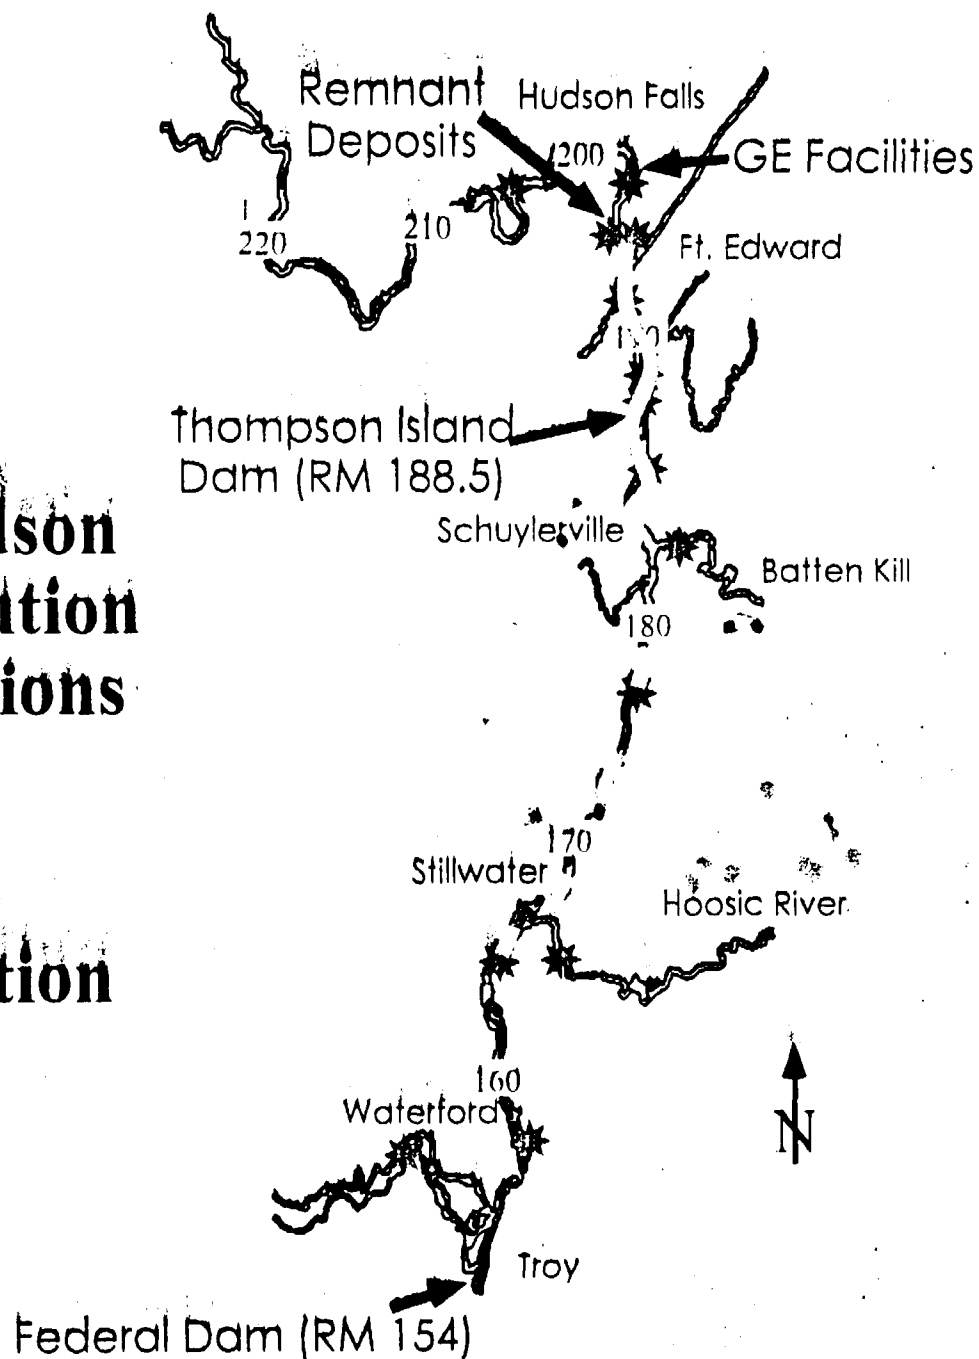 Remnant
Deposits
Hudson Falls
200
GE Facilities
220
210
Ft. Edward
Thompson Island
Dam (RM 188.5)
Schuylerville
Batten Kill
180
170
Stillwater
Hoosic River
160
Waterford
N
Troy
Federal Dam (RM 154)